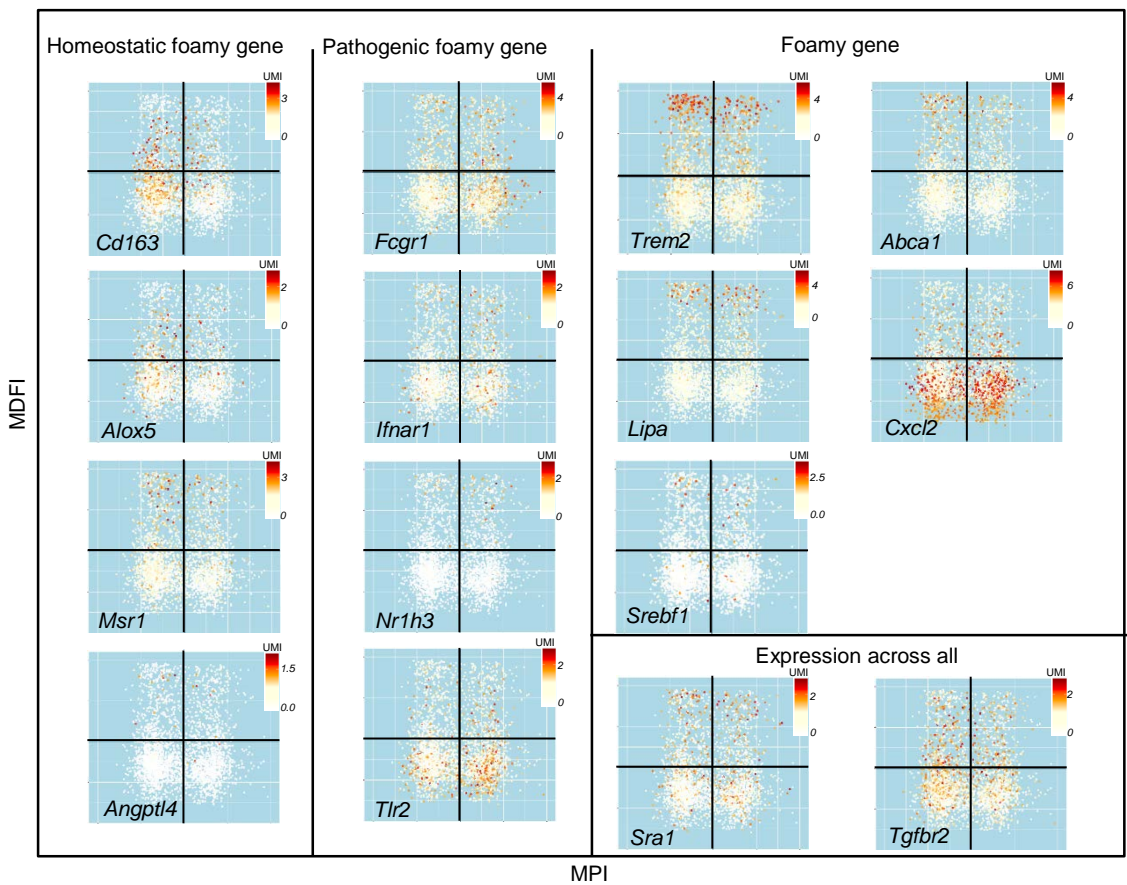 Homeostatic foamy gene
Pathogenic foamy gene
Foamy gene
UMI
3
0
Cd163
UMI
4
0
Fcgr1
UMI
4
0
Trem2
UMI
4
0
Abca1
UMI
2
0
Alox5
UMI
2
0
Ifnar1
UMI
4
0
Lipa
UMI
6
0
Cxcl2
MDFI
UMI
3
0
Msr1
UMI
2
0
Nr1h3
UMI
2.5
0.0
Srebf1
UMI
1.5
0.0
Angptl4
UMI
2
0
Tlr2
Expression across all
UMI
2
0
Sra1
UMI
2
0
Tgfbr2
MPI